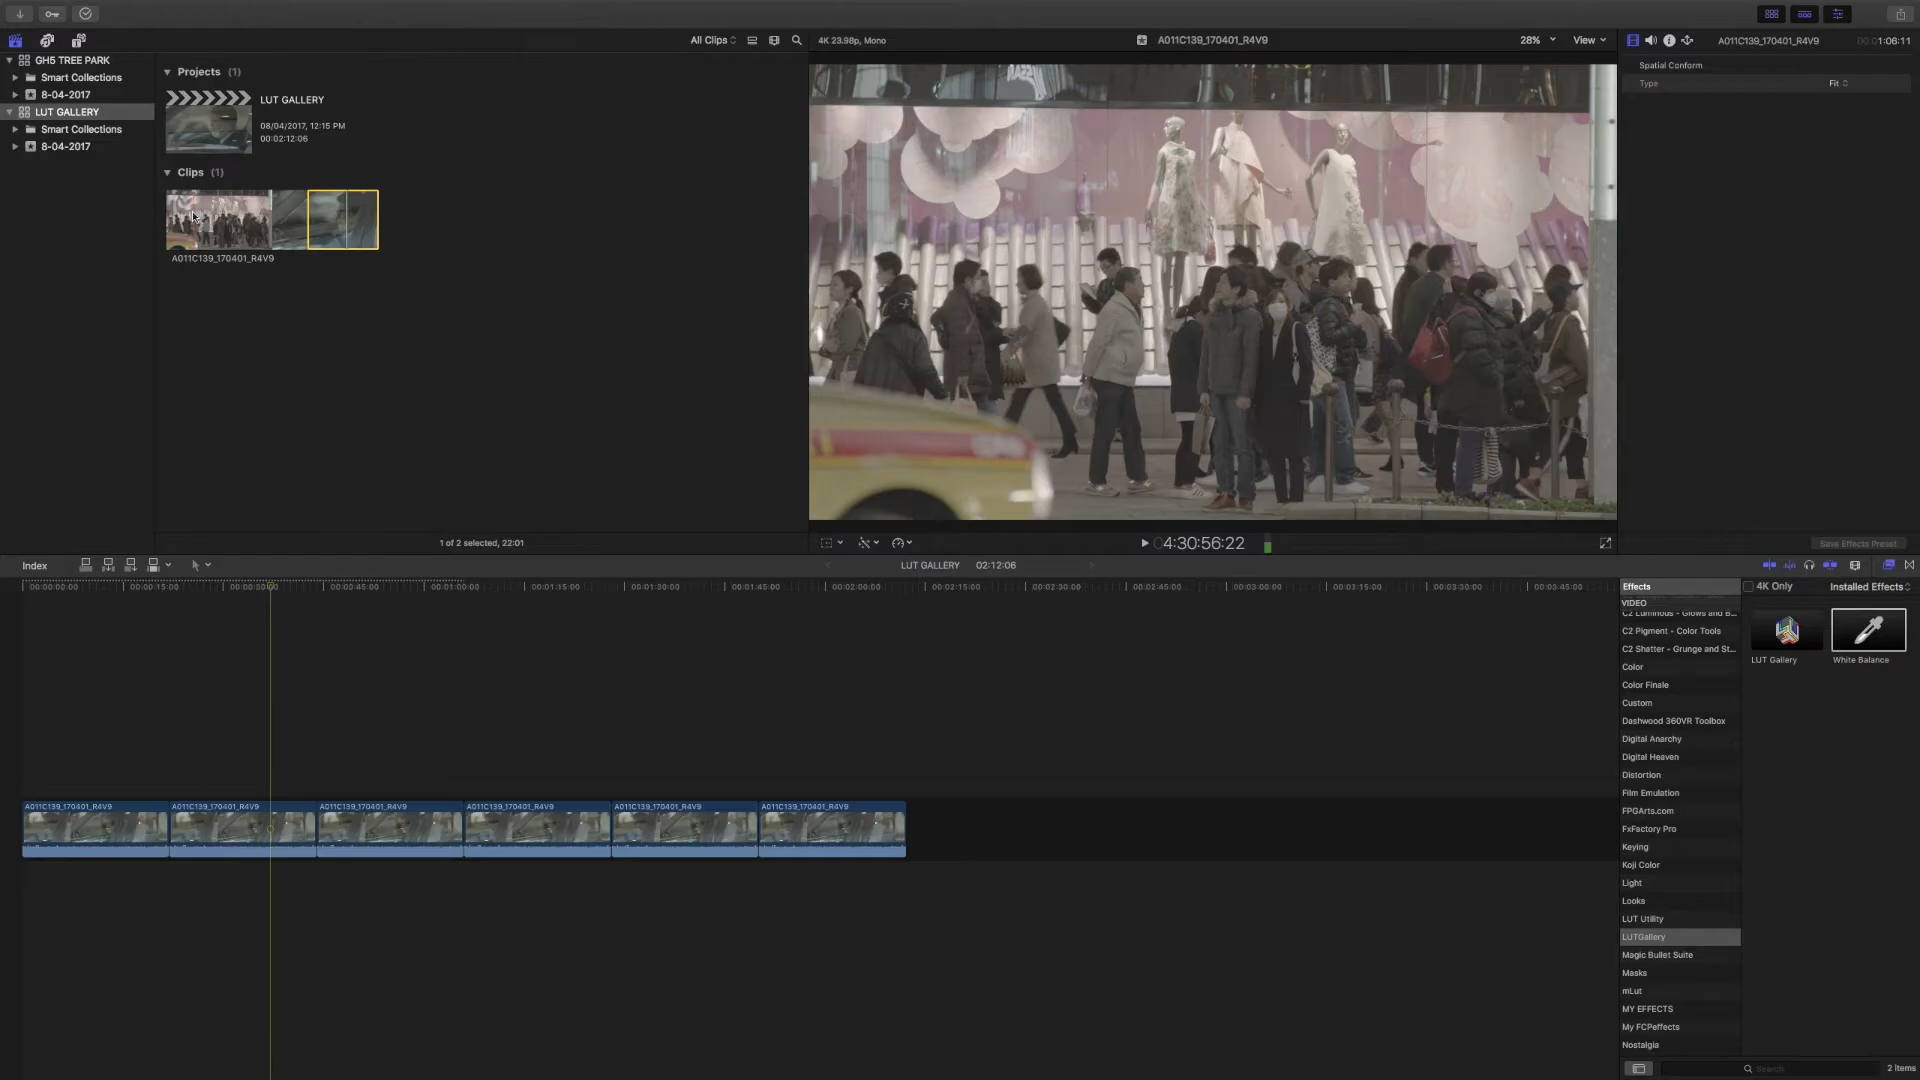 All Clips
4K 23.98p, Mono
A011C139_170401_R4V9
28%
View
A011C139_170401_R4V9
1:06:11
GH5 TREE PARK
Smart Collections
8-04-2017
LUT GALLERY
Smart Collections
8-04-2017
Projects (1)
LUT GALLERY
08/04/2017, 12:15 PM
00:02:12:06
Clips (1)
A011C139_170401_R4V9
Spatial Conform
Type
Fit
1 of 2 selected, 22:01
4:30:56:22
Save Effects Preset
Index
LUT GALLERY
02:12:06
00:00:02:00
00:00:15:00
00:00:30:00
00:00:45:00
00:01:00:00
00:01:15:00
00:01:30:00
00:01:45:00
00:02:00:00
00:02:15:00
00:02:30:00
00:02:45:00
00:03:00:00
00:03:15:00
00:03:30:00
00:03:45:00
A011C139_170401_R4V9
A011C139_170401_R4V9
A011C139_170401_R4V9
A011C139_170401_R4V9
A011C139_170401_R4V9
A011C139_170401_R4V9
Effects
4K Only
Installed Effects
VIDEO
C2 Luminous - Glows and B...
C2 Pigment - Color Tools
C2 Shatter - Grunge and St...
Color
Color Finale
Custom
Dashwood 360VR Toolbox
Digital Anarchy
Digital Heaven
Distortion
Film Emulation
FPGArts.com
FxFactory Pro
Keying
Koji Color
Light
Looks
LUT Utility
LUTGallery
Magic Bullet Suite
Masks
mLut
MY EFFECTS
My FCPeffects
Nostalgia
LUT Gallery
White Balance
Search
2 items